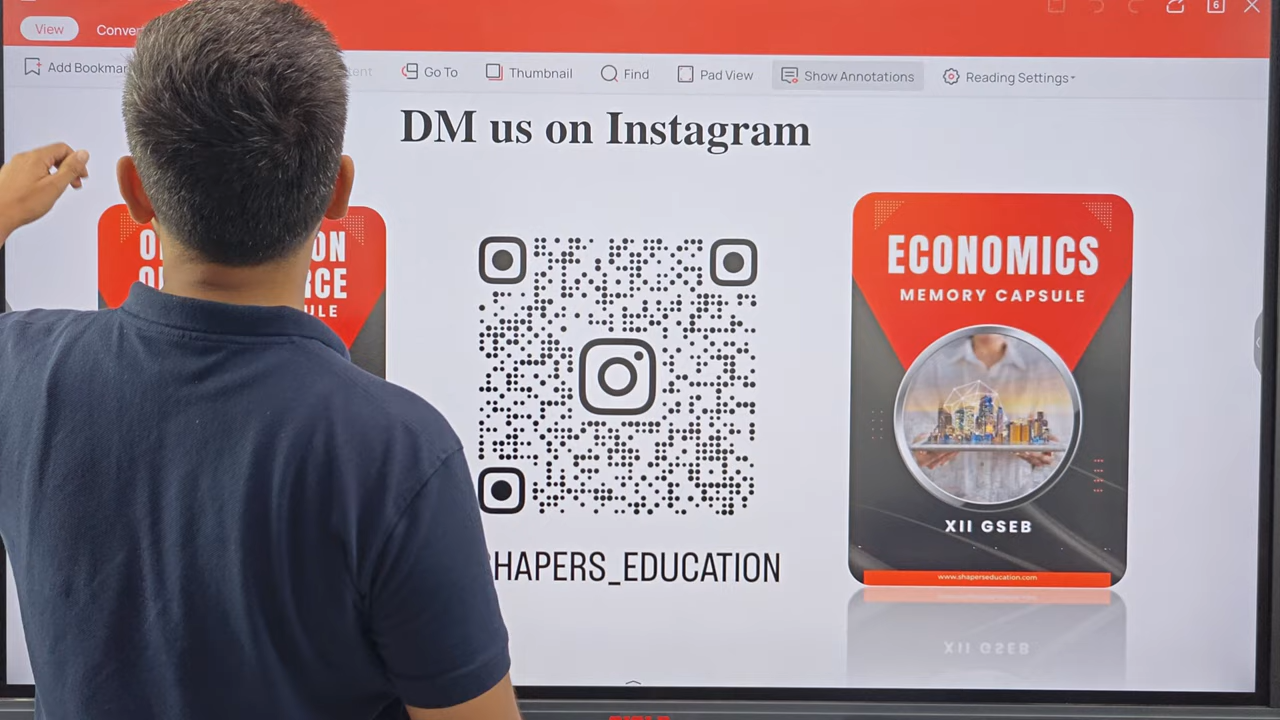 View Conver
Add Bookmar Go To Thumbnail Find Pad View Show Annotations Reading Settings
6
DM us on Instagram
ECONOMICS
MEMORY CAPSULE
XII GSEB
www.shaperseducation.com
HAPERS_EDUCATION